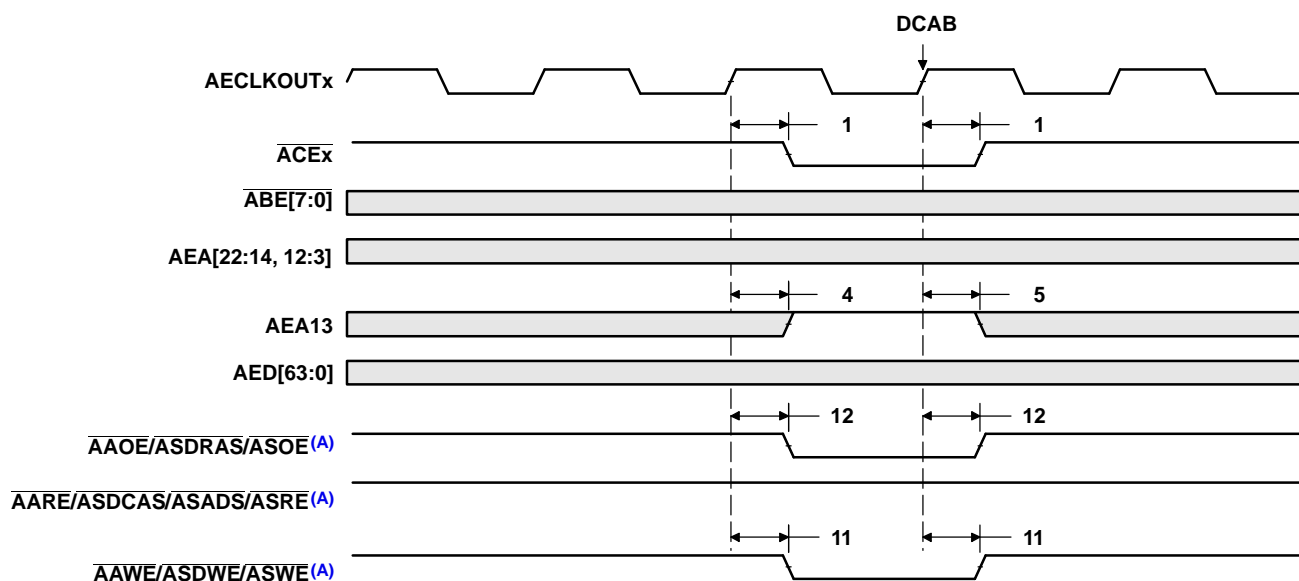 DCAB
AECLKOUTx
1 1
ACEx
ABE[7:0]
AEA[22:14, 12:3]
4 5
AEA13
AED[63:0]
12 12
AAOE/ASDRAS/ASOE(A)
AARE/ASDCAS/ASADS/ASRE(A)
11 11
AAWE/ASDWE/ASWE(A)